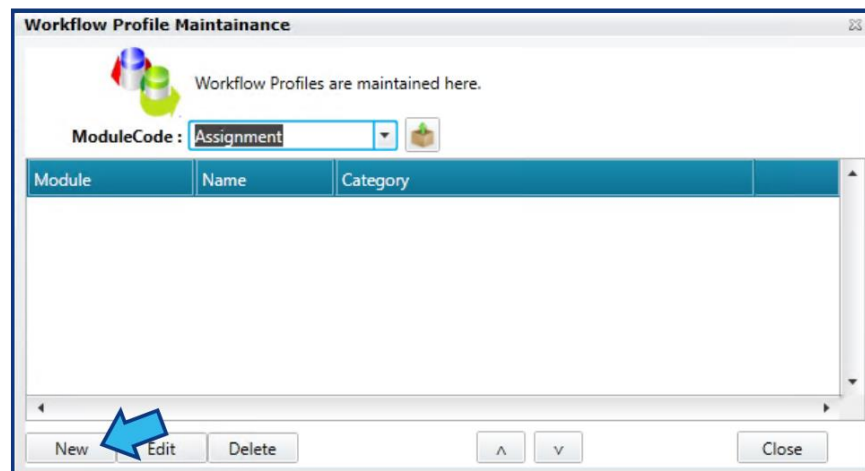 Workflow Profile Maintainance
Workflow Profiles are maintained here.
ModuleCode : Assignment
Module Name Category
New Edit Delete ʌ v Close